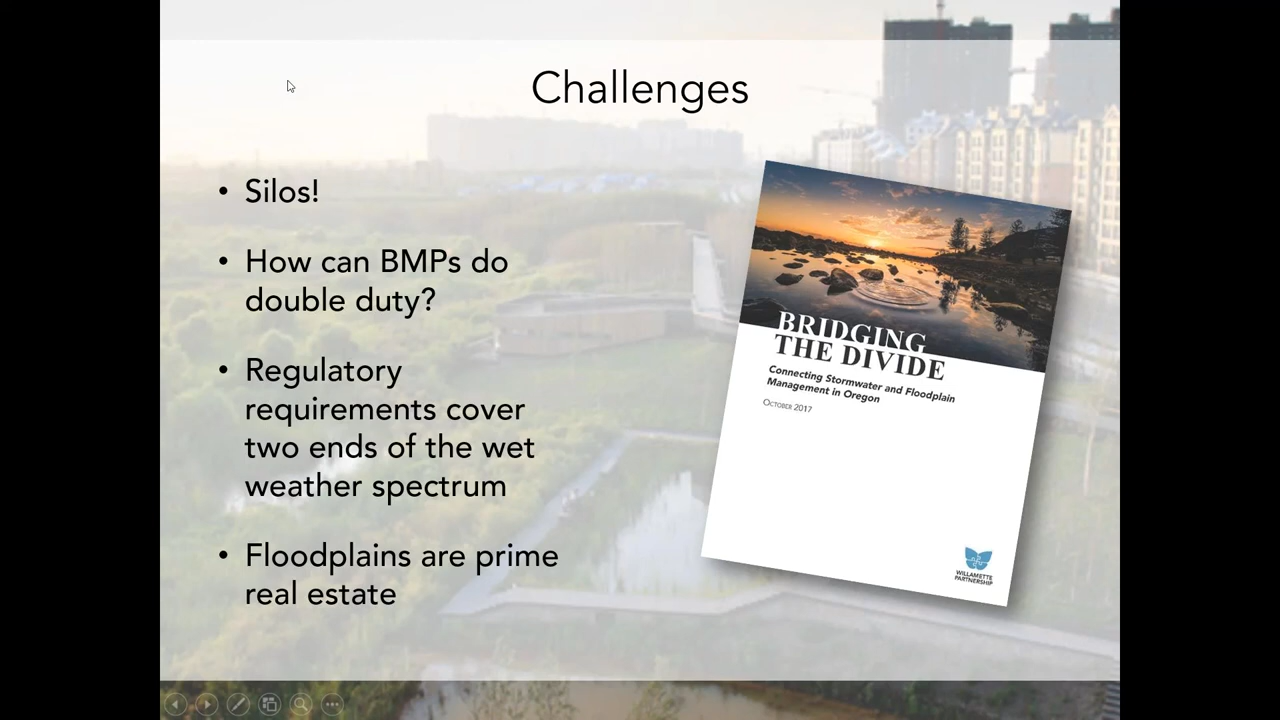 Challenges
• Silos!
• How can BMPs do
double duty?
• Regulatory
requirements cover
two ends of the wet
weather spectrum
• Floodplains are prime
real estate
BRIDGING
THE DIVIDE
Connecting Stormwater and Floodplain
Management in Oregon
October 2017
WILLAMETTE
PARTNERSHIP